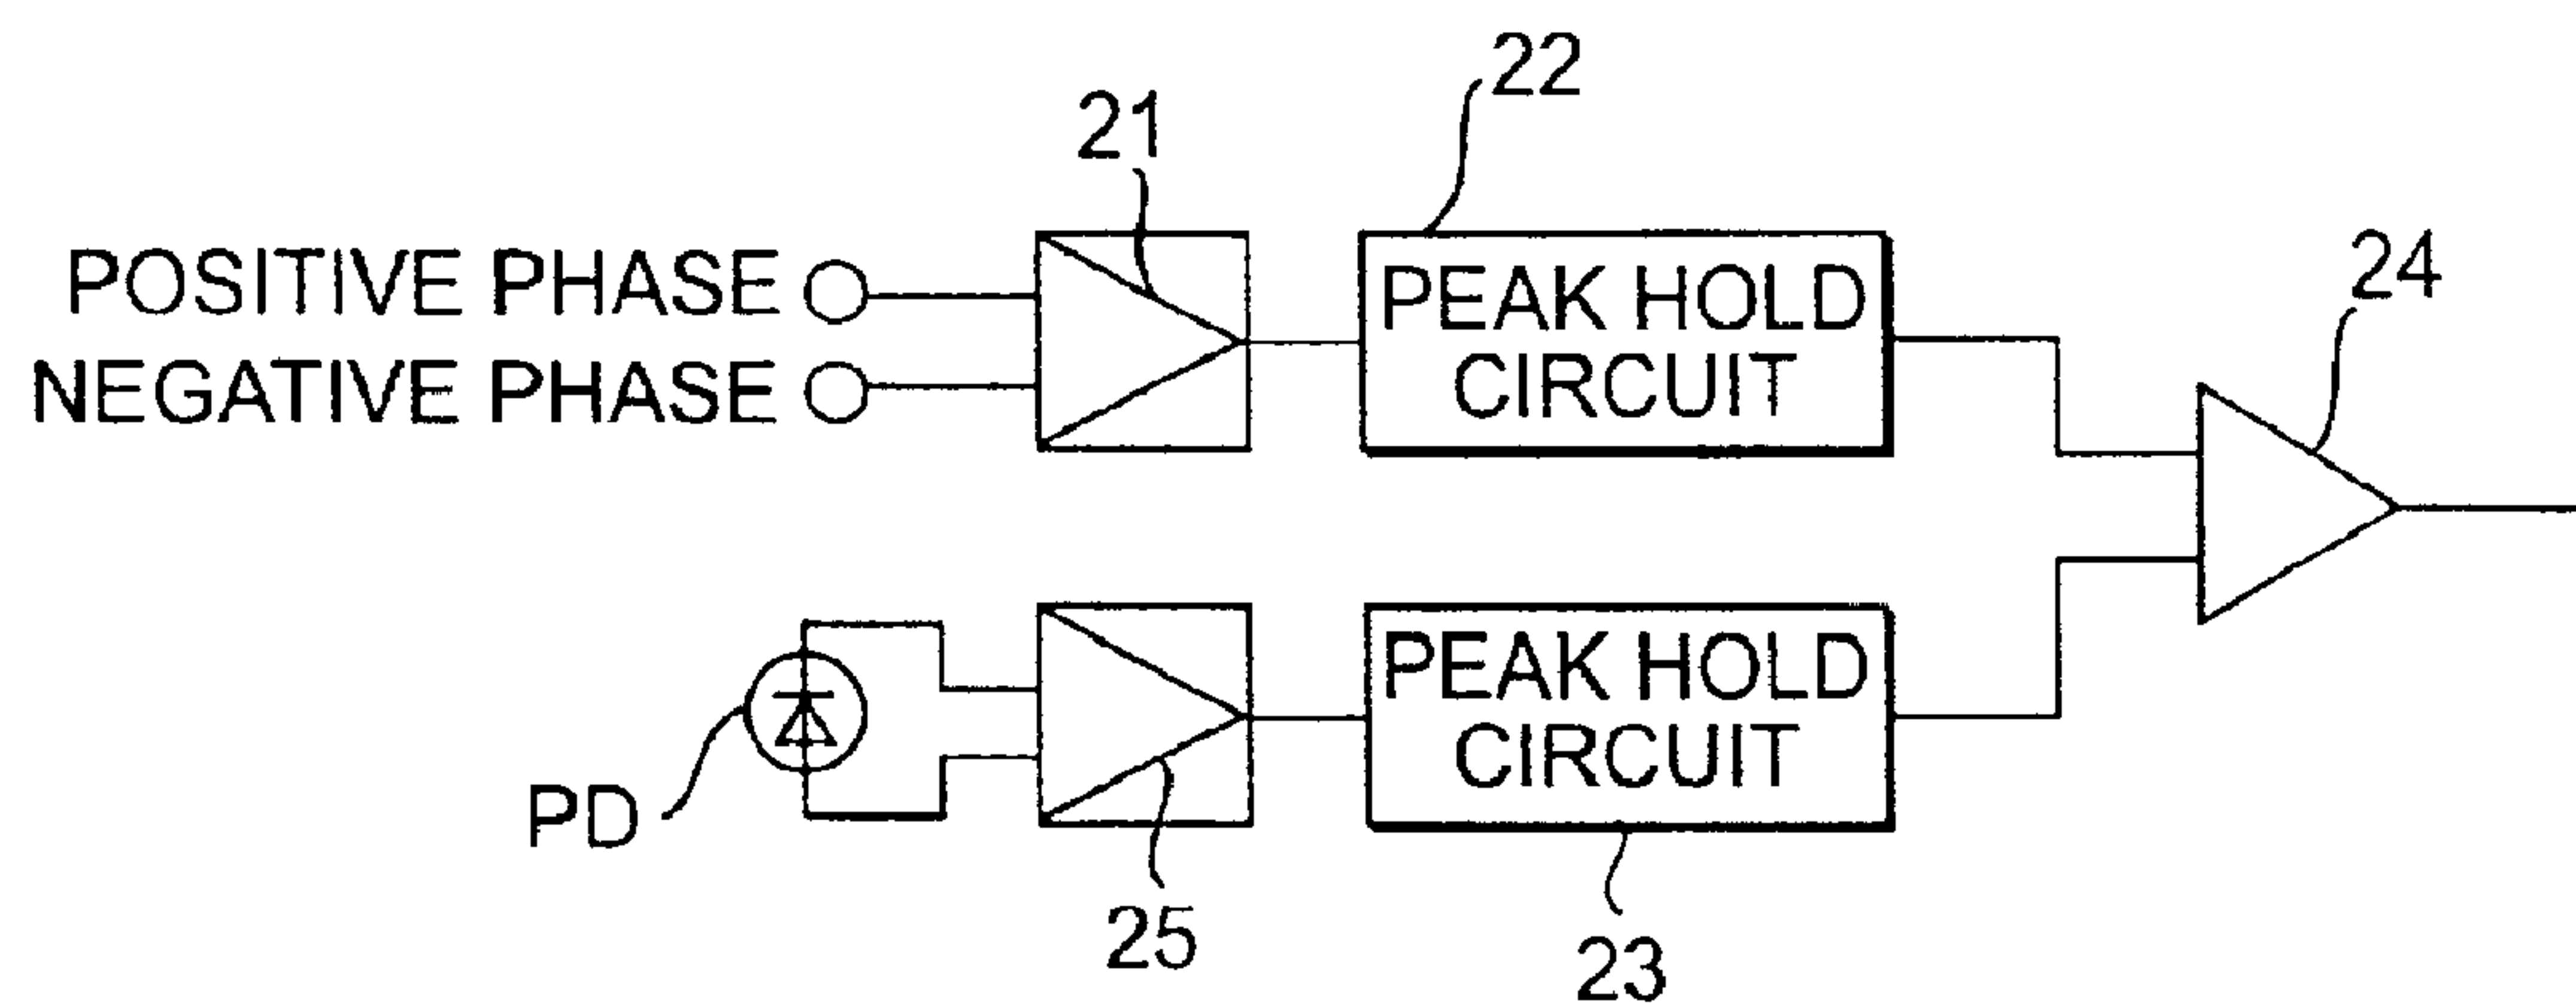 22
21
24
POSITIVE PHASE
NEGATIVE PHASE
PEAK HOLD
CIRCUIT
PEAK HOLD
CIRCUIT
PD
25
23